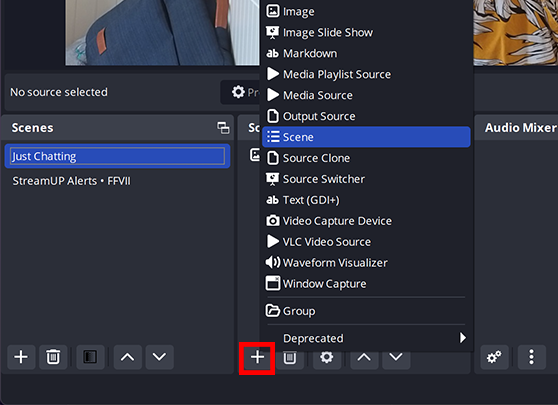 Image
Image Slide Show
Markdown
Media Playlist Source
Media Source
Output Source
Scene
Source Clone
Source Switcher
Text (GDI+)
Video Capture Device
VLC Video Source
Waveform Visualizer
Window Capture
Group
Deprecated
No source selected
Scenes
Audio Mixer
Just Chatting
StreamUP Alerts • FFVII